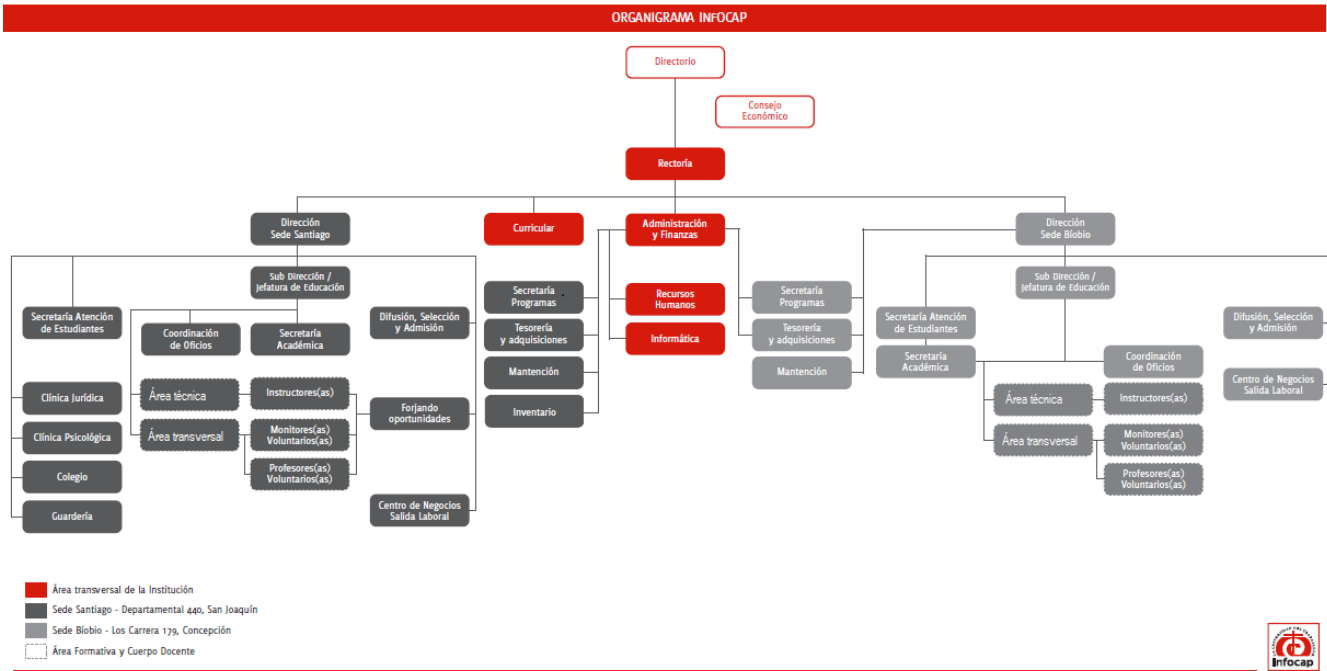 ORGANIGRAMA INFOCAP
Directorio
Consejo
Económico
Rectoría
Dirección
Sede Santiago
Curricular
Administración
y Finanzas
Dirección
Sede Bíobio
Sub Dirección /
Jefatura de Educación
Sub Dirección /
Jefatura de Educación
Secretaría Atención
de Estudiantes
Coordinación
de Oficios
Secretaría
Académica
Difusión, Selección
y Admisión
Secretaría
Programas
Recursos
Humanos
Secretaría
Programas
Secretaría Atención
de Estudiantes
Difusión, Selección
y Admisión
Tesorería
y adquisiciones
Informática
Tesorería
y adquisiciones
Secretaría
Académica
Coordinación
de Oficios
Mantención
Mantención
Clínica Jurídica
Área técnica
Instructores(as)
Forjando
oportunidades
Inventario
Área técnica
Instructores(as)
Centro de Negocios
Salida Laboral
Clínica Psicológica
Área transversal
Monitores(as)
Voluntarios(as)
Área transversal
Monitores(as)
Voluntarios(as)
Colegio
Profesores(as)
Voluntarios(as)
Profesores(as)
Voluntarios(as)
Guardería
Centro de Negocios
Salida Laboral
Área transversal de la Institución
Sede Santiago - Departamental 440, San Joaquín
Sede Bíobio - Los Carrera 179, Concepción
Área Formativa y Cuerpo Docente
Infocap